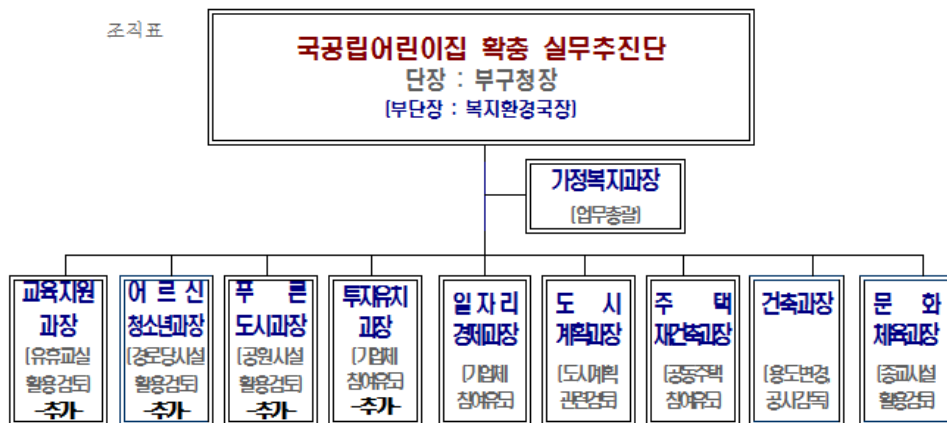 조직표
국공립어린이집 확충 실무추진단
단장 : 부구청장
(부단장 : 복지환경국장)
가정복지과장
(업무총괄)
교육지원
과장
(유휴교실
활용검토)
-추가-
어 르 신
청소년과장
(경로당시설
활용검토)
-추가-
푸 른
도시과장
(공원시설
활용검토)
-추가-
투자유치
과장
(기업체
참여유도)
-추가-
일자리
경제과장
(기업체
참여유도)
도 시
계획과장
(도시계획
관련검토)
주 택
재건축과장
(공동주택
참여유도)
건축과장
(용도변경,
공사감독)
문 화
체육과장
(종교시설
활용검토)